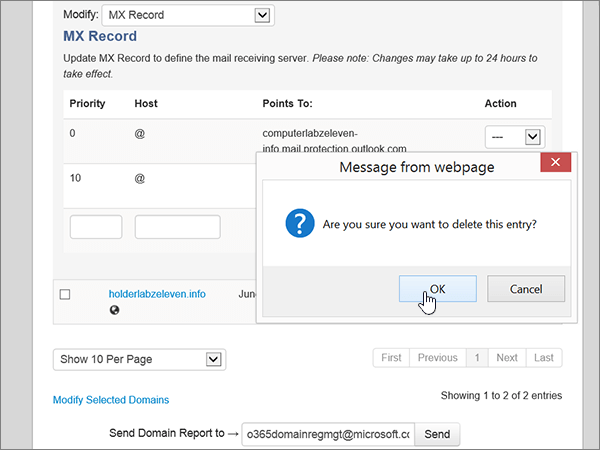 Modify: MX Record
MX Record
Update MX Record to define the mail receiving server. Please note: Changes may take up to 24 hours to
take effect.
Priority Host Points To: Action
0 @ computerlabzeleven- ---
info.mail.protection.outlook.com
10 @
Message from webpage
Are you sure you want to delete this entry?
OK Cancel
holderlabzeleven.info June
Show 10 Per Page
First Previous 1 Next Last
Modify Selected Domains
Showing 1 to 2 of 2 entries
Send Domain Report to → o365domainregmgmt@microsoft.co Send